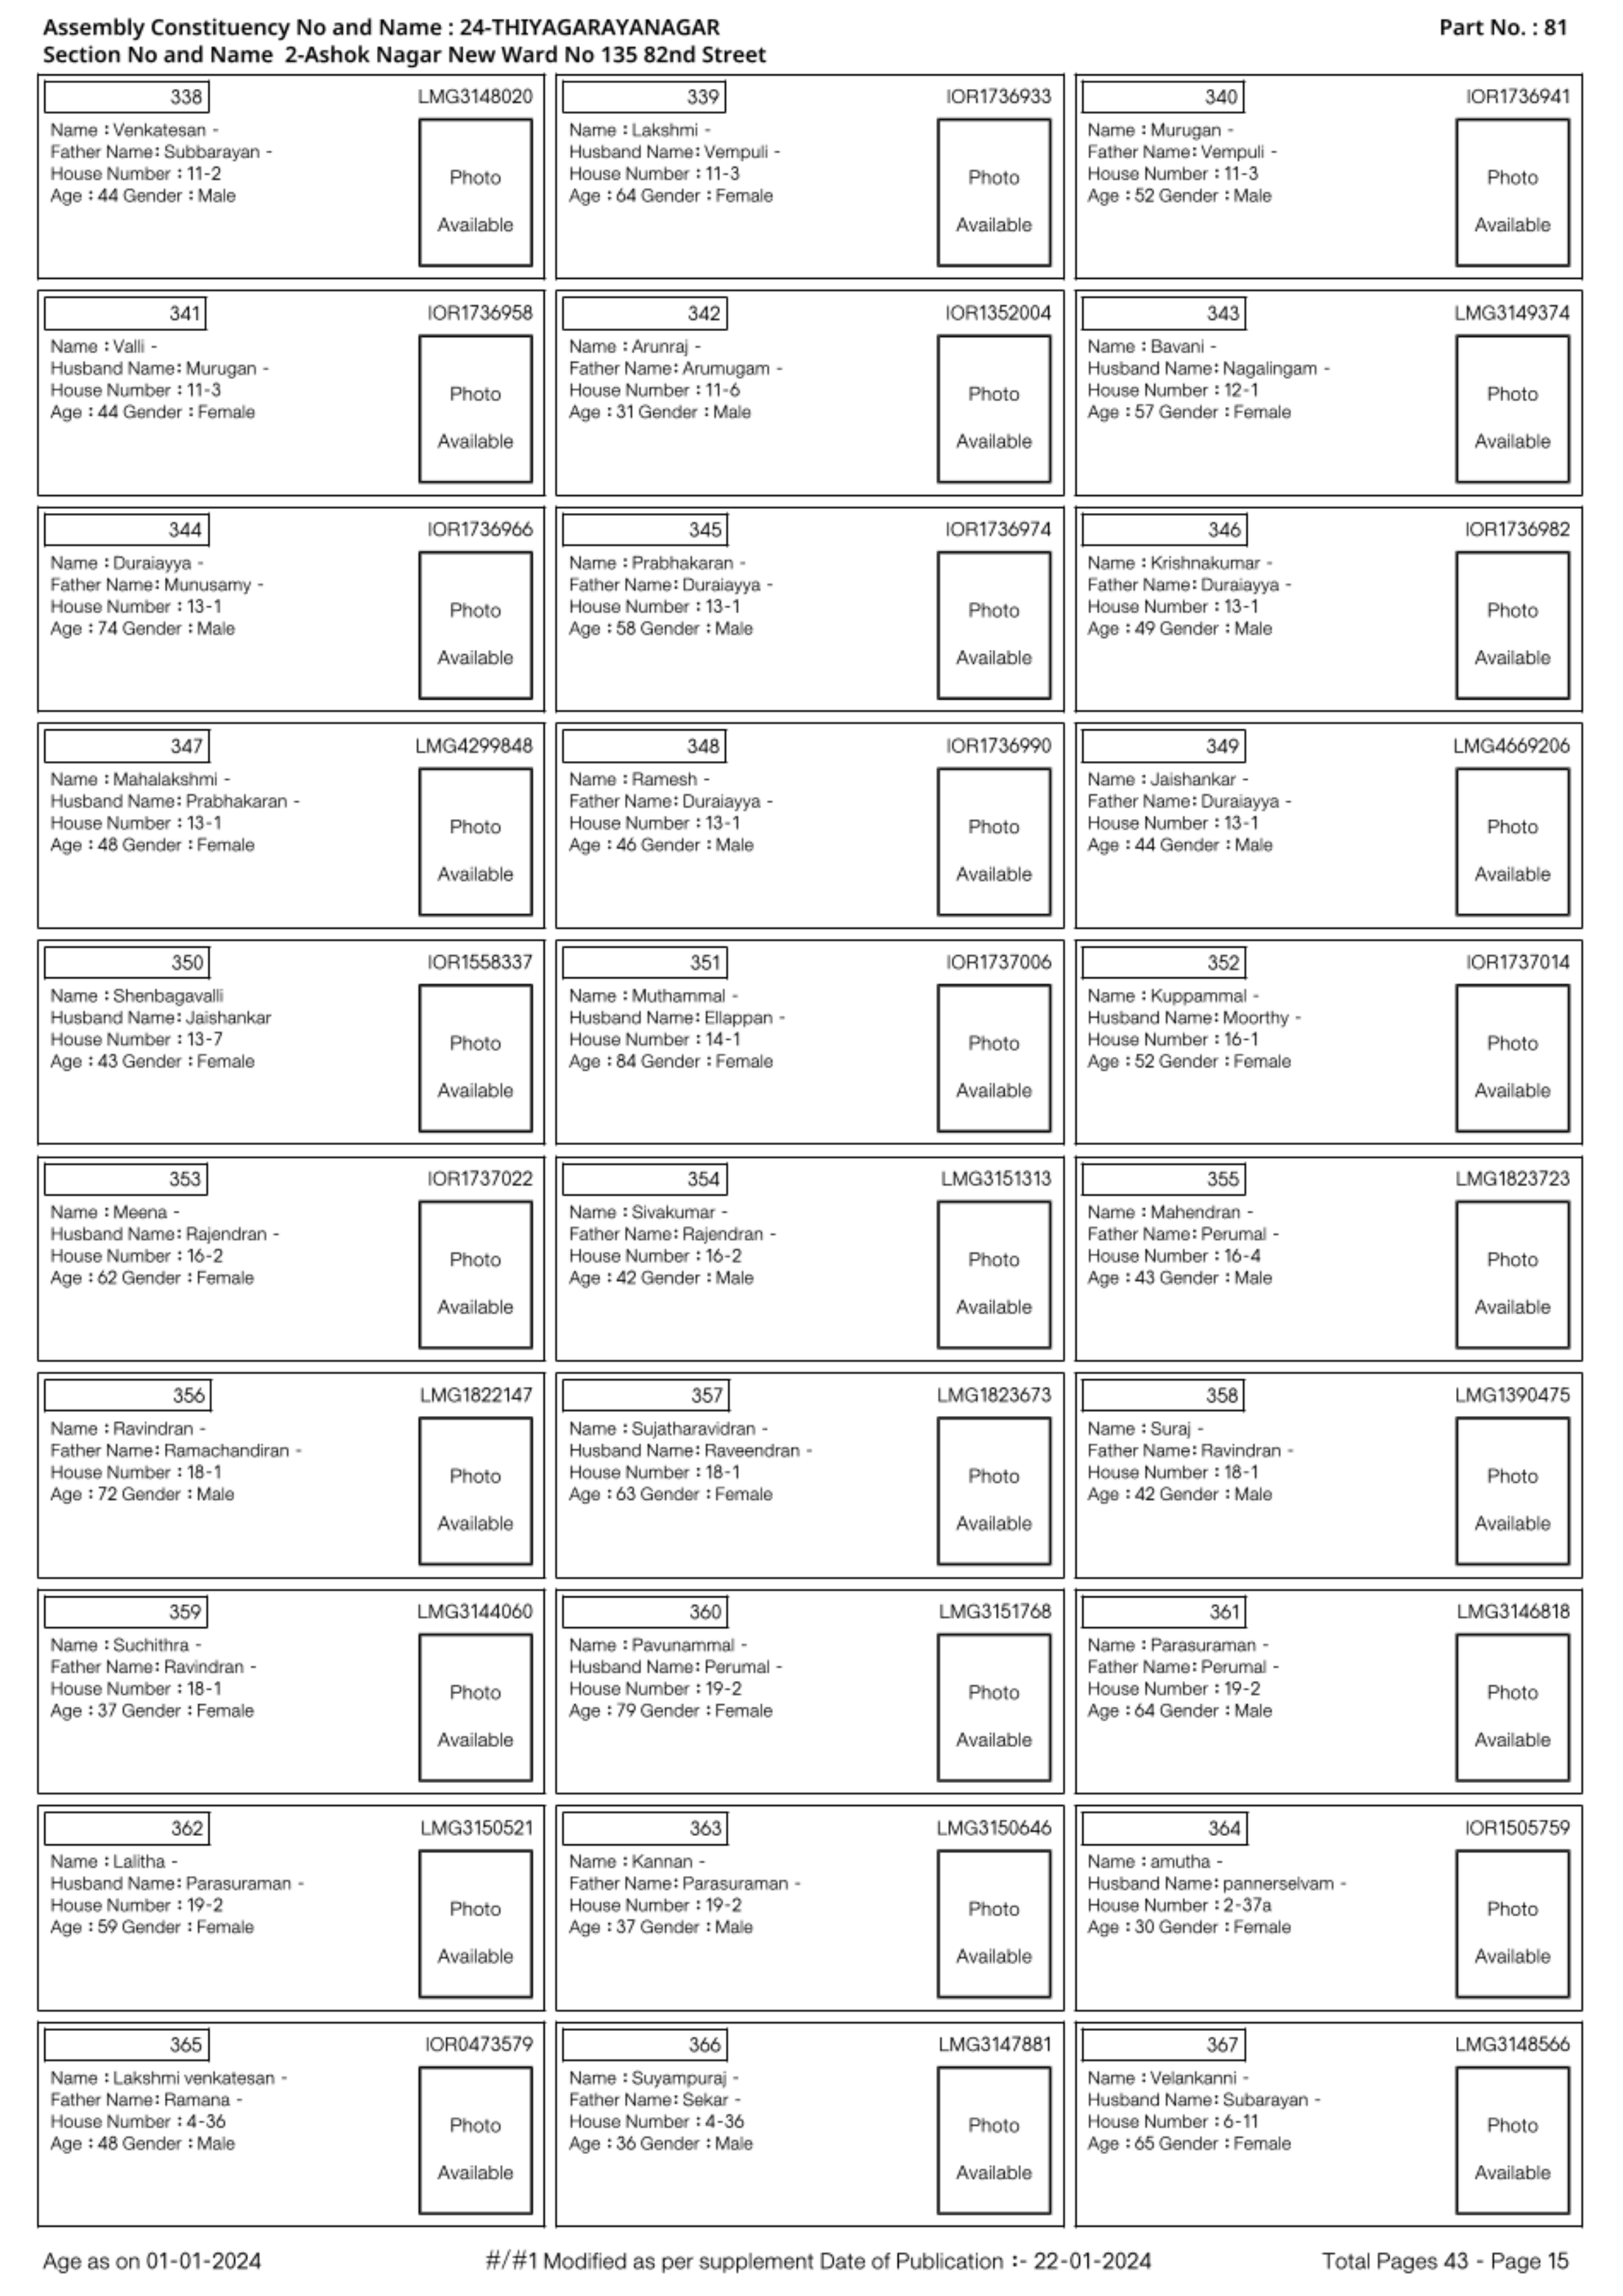 Assembly Constituency No and Name : 24-THIYAGARAYANAGAR
Part No. : 81
Section No and Name 2-Ashok Nagar New Ward No 135 82nd Street
338
LMG3148020
Name : Venkatesan -
Father Name: Subbarayan -
House Number : 11-2
Age : 44 Gender : Male
Photo
Available
339
IOR1736933
Name : Lakshmi -
Husband Name: Vempuli -
House Number : 11-3
Age : 64 Gender : Female
Photo
Available
340
IOR1736941
Name : Murugan -
Father Name: Vempuli -
House Number : 11-3
Age : 52 Gender : Male
Photo
Available
341
IOR1736958
Name : Valli -
Husband Name: Murugan -
House Number : 11-3
Age : 44 Gender : Female
Photo
Available
342
IOR1352004
Name : Arunraj -
Father Name: Arumugam -
House Number : 11-6
Age : 31 Gender : Male
Photo
Available
343
LMG3149374
Name : Bavani -
Husband Name: Nagalingam -
House Number : 12-1
Age : 57 Gender : Female
Photo
Available
344
IOR1736966
Name : Duraiayya -
Father Name: Munusamy -
House Number : 13-1
Age : 74 Gender : Male
Photo
Available
345
IOR1736974
Name : Prabhakaran -
Father Name: Duraiayya -
House Number : 13-1
Age : 58 Gender : Male
Photo
Available
346
IOR1736982
Name : Krishnakumar -
Father Name: Duraiayya -
House Number : 13-1
Age : 49 Gender : Male
Photo
Available
347
LMG4299848
Name : Mahalakshmi -
Husband Name: Prabhakaran -
House Number : 13-1
Age : 48 Gender : Female
Photo
Available
348
IOR1736990
Name : Ramesh -
Father Name: Duraiayya -
House Number : 13-1
Age : 46 Gender : Male
Photo
Available
349
LMG4669206
Name : Jaishankar -
Father Name: Duraiayya -
House Number : 13-1
Age : 44 Gender : Male
Photo
Available
350
IOR1558337
Name : Shenbagavalli
Husband Name: Jaishankar
House Number : 13-7
Age : 43 Gender : Female
Photo
Available
351
IOR1737006
Name : Muthammal -
Husband Name: Ellappan -
House Number : 14-1
Age : 84 Gender : Female
Photo
Available
352
IOR1737014
Name : Kuppammal -
Husband Name: Moorthy -
House Number : 16-1
Age : 52 Gender : Female
Photo
Available
353
IOR1737022
Name : Meena -
Husband Name: Rajendran -
House Number : 16-2
Age : 62 Gender : Female
Photo
Available
354
LMG3151313
Name : Sivakumar -
Father Name: Rajendran -
House Number : 16-2
Age : 42 Gender : Male
Photo
Available
355
LMG1823723
Name : Mahendran -
Father Name: Perumal -
House Number : 16-4
Age : 43 Gender : Male
Photo
Available
356
LMG1822147
Name : Ravindran -
Father Name: Ramachandiran -
House Number : 18-1
Age : 72 Gender : Male
Photo
Available
357
LMG1823673
Name : Sujatharavidran -
Husband Name: Raveendran -
House Number : 18-1
Age : 63 Gender : Female
Photo
Available
358
LMG1390475
Name : Suraj -
Father Name: Ravindran -
House Number : 18-1
Age : 42 Gender : Male
Photo
Available
359
LMG3144060
Name : Suchithra -
Father Name: Ravindran -
House Number : 18-1
Age : 37 Gender : Female
Photo
Available
360
LMG3151768
Name : Pavunammal -
Husband Name: Perumal -
House Number : 19-2
Age : 79 Gender : Female
Photo
Available
361
LMG3146818
Name : Parasuraman -
Father Name: Perumal -
House Number : 19-2
Age : 64 Gender : Male
Photo
Available
362
LMG3150521
Name : Lalitha -
Husband Name: Parasuraman -
House Number : 19-2
Age : 59 Gender : Female
Photo
Available
363
LMG3150646
Name : Kannan -
Father Name: Parasuraman -
House Number : 19-2
Age : 37 Gender : Male
Photo
Available
364
IOR1505759
Name : amutha -
Husband Name: pannerselvam -
House Number : 2-37a
Age : 30 Gender : Female
Photo
Available
365
IOR0473579
Name : Lakshmi venkatesan -
Father Name: Ramana -
House Number : 4-36
Age : 48 Gender : Male
Photo
Available
366
LMG3147881
Name : Suyampuraj -
Father Name: Sekar -
House Number : 4-36
Age : 36 Gender : Male
Photo
Available
367
LMG3148566
Name : Velankanni -
Husband Name: Subarayan -
House Number : 6-11
Age : 65 Gender : Female
Photo
Available
Age as on 01-01-2024
#/#1 Modified as per supplement Date of Publication :- 22-01-2024
Total Pages 43 - Page 15